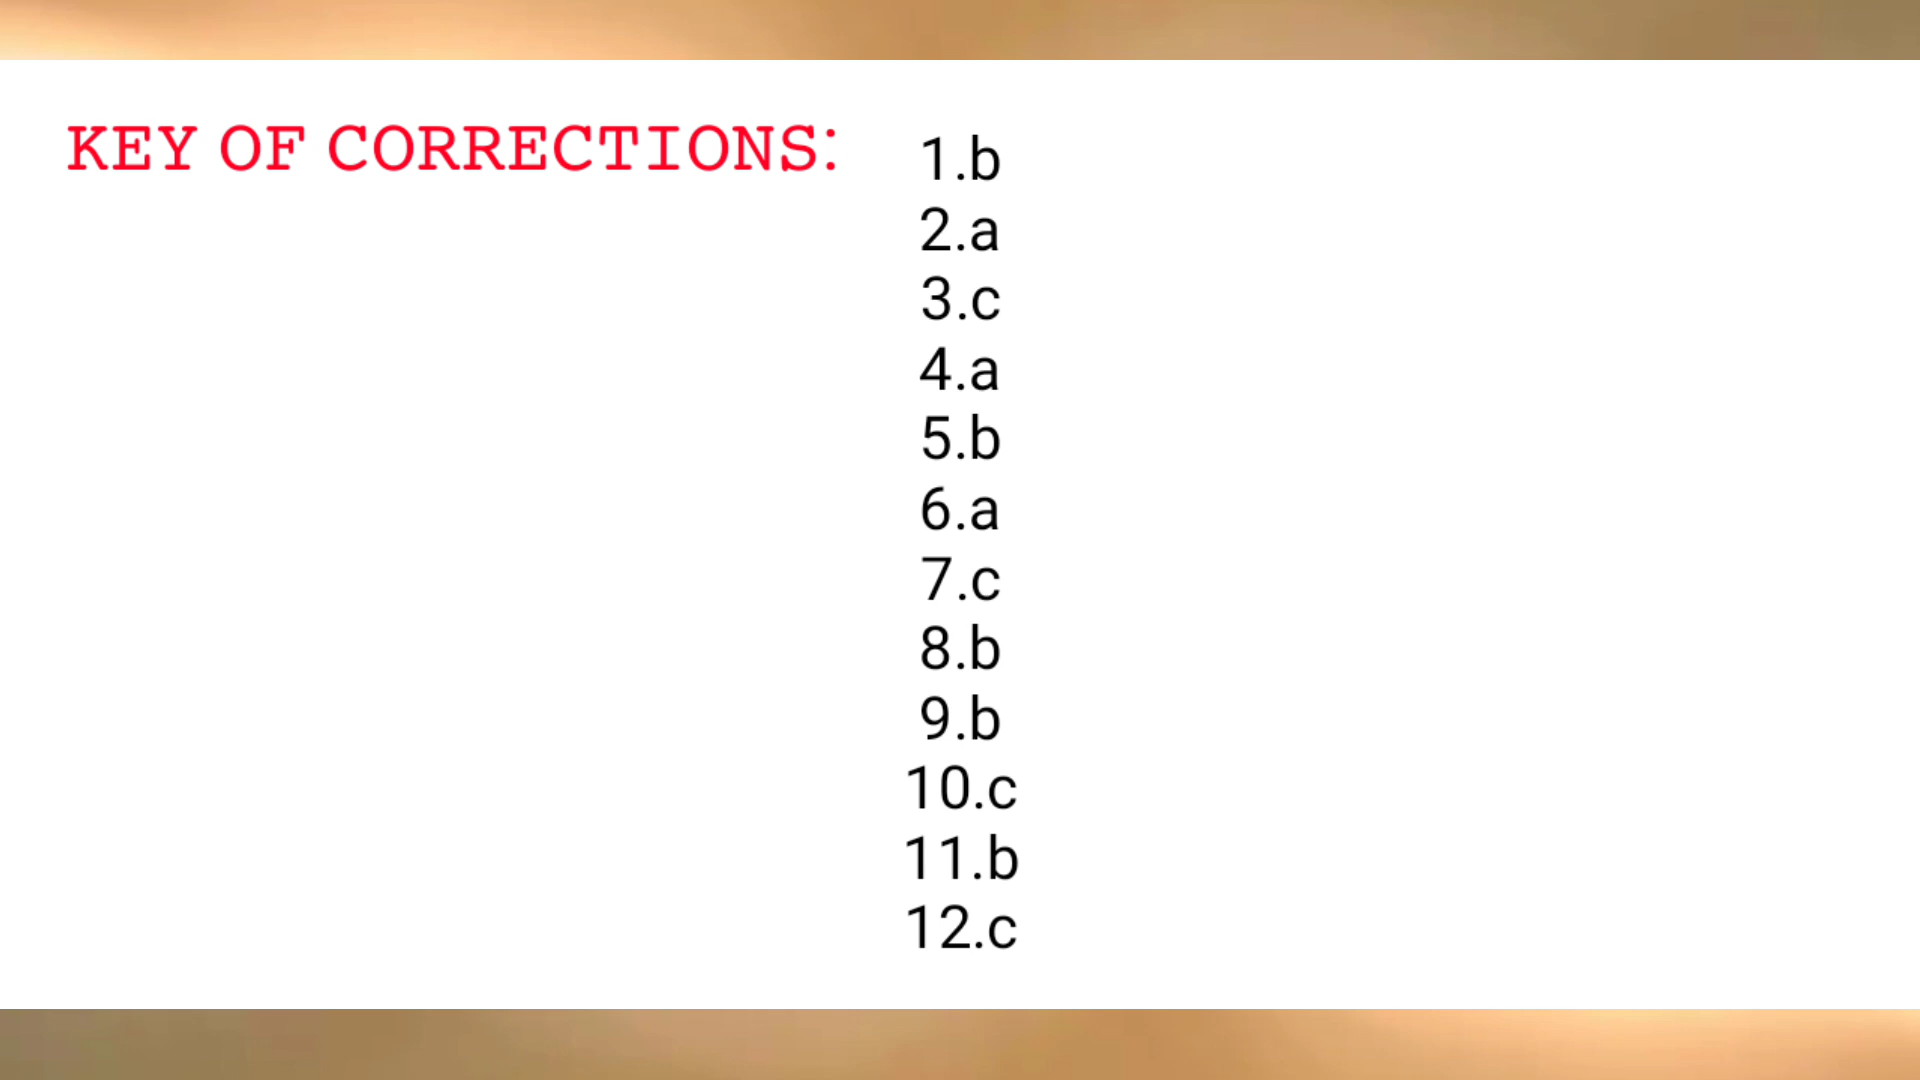 KEY OF CORRECTIONS:
1.b
2.a
3.c
4.a
5.b
6.a
7.c
8.b
9.b
10.c
11.b
12.c